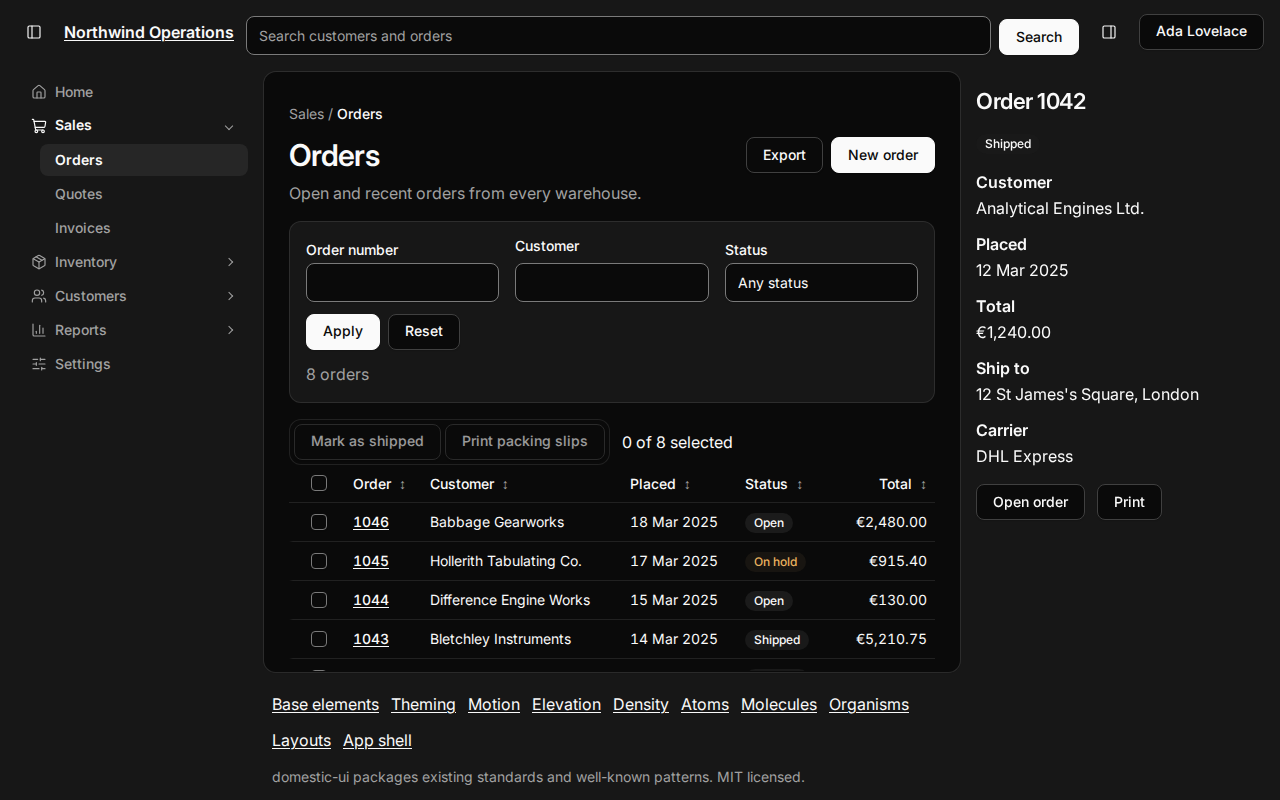 Northwind Operations
Search customers and orders
Search
Ada Lovelace
Home
Sales
Orders
Quotes
Invoices
Inventory
Customers
Reports
Settings
Sales / Orders
Orders
Export
New order
Open and recent orders from every warehouse.
Order number
Customer
Status
Any status
Apply
Reset
8 orders
Mark as shipped
Print packing slips
0 of 8 selected
Order ↕ Customer ↕ Placed ↕ Status ↕ Total ↕
1046 Babbage Gearworks 18 Mar 2025 Open €2,480.00
1045 Hollerith Tabulating Co. 17 Mar 2025 On hold €915.40
1044 Difference Engine Works 15 Mar 2025 Open €130.00
1043 Bletchley Instruments 14 Mar 2025 Shipped €5,210.75
Order 1042
Shipped
Customer
Analytical Engines Ltd.
Placed
12 Mar 2025
Total
€1,240.00
Ship to
12 St James's Square, London
Carrier
DHL Express
Open order
Print
Base elements Theming Motion Elevation Density Atoms Molecules Organisms
Layouts App shell
domestic-ui packages existing standards and well-known patterns. MIT licensed.